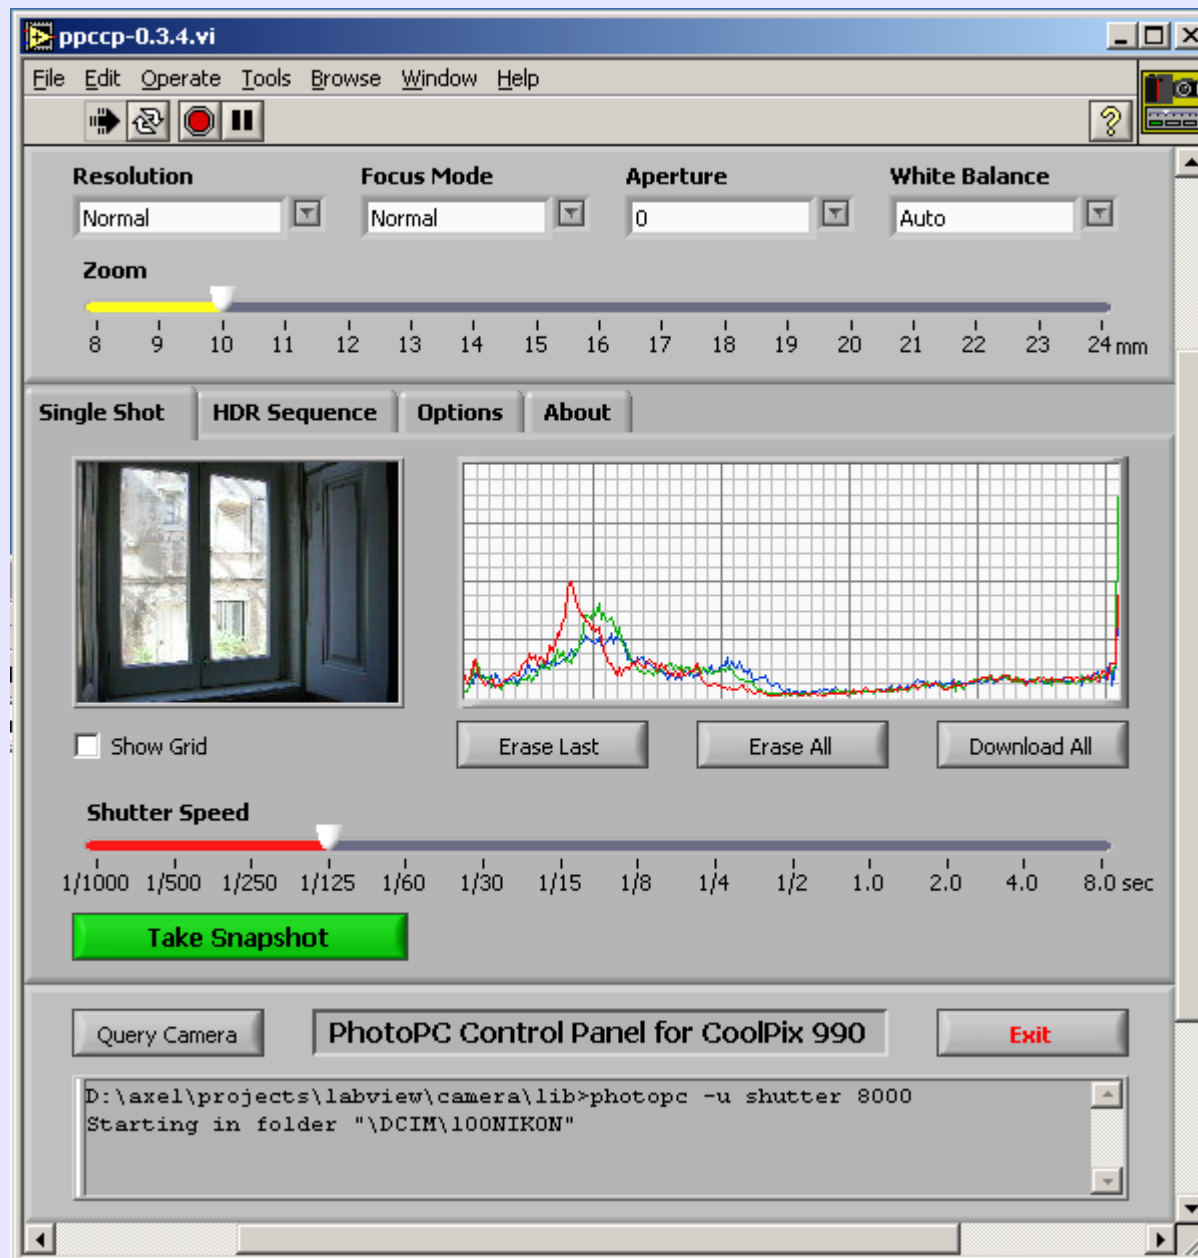 ppccp-0.3.4.vi
File Edit Operate Tools Browse Window Help
Resolution Focus Mode Aperture White Balance
Normal Normal 0 Auto
Zoom
8 9 10 11 12 13 14 15 16 17 18 19 20 21 22 23 24 mm
Single Shot HDR Sequence Options About
Show Grid Erase Last Erase All Download All
Shutter Speed
1/1000 1/500 1/250 1/125 1/60 1/30 1/15 1/8 1/4 1/2 1.0 2.0 4.0 8.0 sec
Take Snapshot
Query Camera PhotoPC Control Panel for CoolPix 990 Exit
D:\axel\projects\labview\camera\lib>photopc -u shutter 8000
Starting in folder "\DCIM\100NIKON"